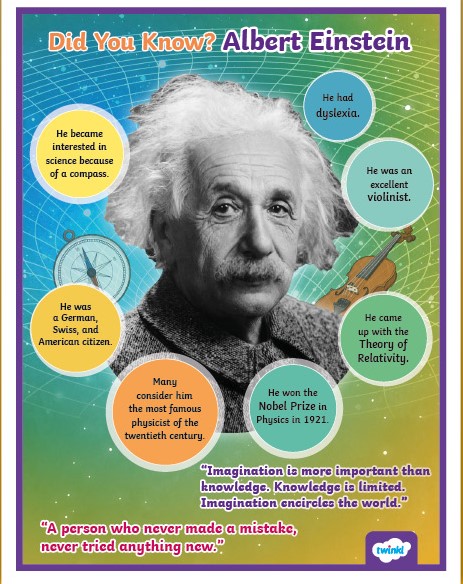 Did You Know? Albert Einstein
He had
dyslexia.
He became
interested in
science because
of a compass.
He was an
excellent
violinist.
He was
a German,
Swiss, and
American citizen.
He came
up with the
Theory of
Relativity.
Many
consider him
the most famous
physicist of the
twentieth century.
He won the
Nobel Prize in
Physics in 1921.
“Imagination is more important than
knowledge. Knowledge is limited.
Imagination encircles the world.”
“A person who never made a mistake,
never tried anything new.”
twinkl